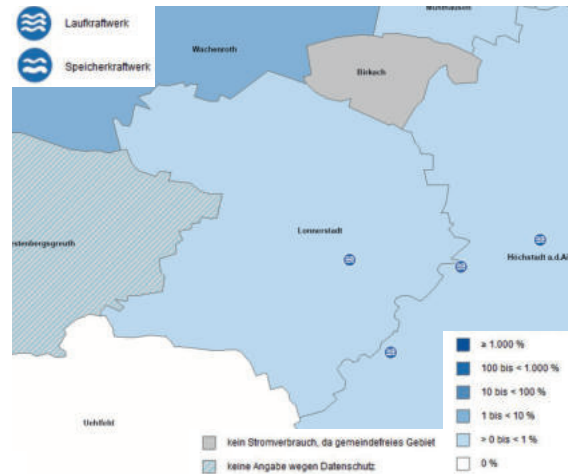 Laufkraftwerk
Speicherkraftwerk
Mühlhausen
Wachenroth
Birkach
Lonnerstadt
estenbergsgreuth
Höchstadt a.d.Ai
Uehlfeld
≥ 1.000 %
100 bis < 1.000 %
10 bis < 100 %
1 bis < 10 %
> 0 bis < 1 %
0 %
kein Stromverbrauch, da gemeindefreies Gebiet
keine Angabe wegen Datenschutz